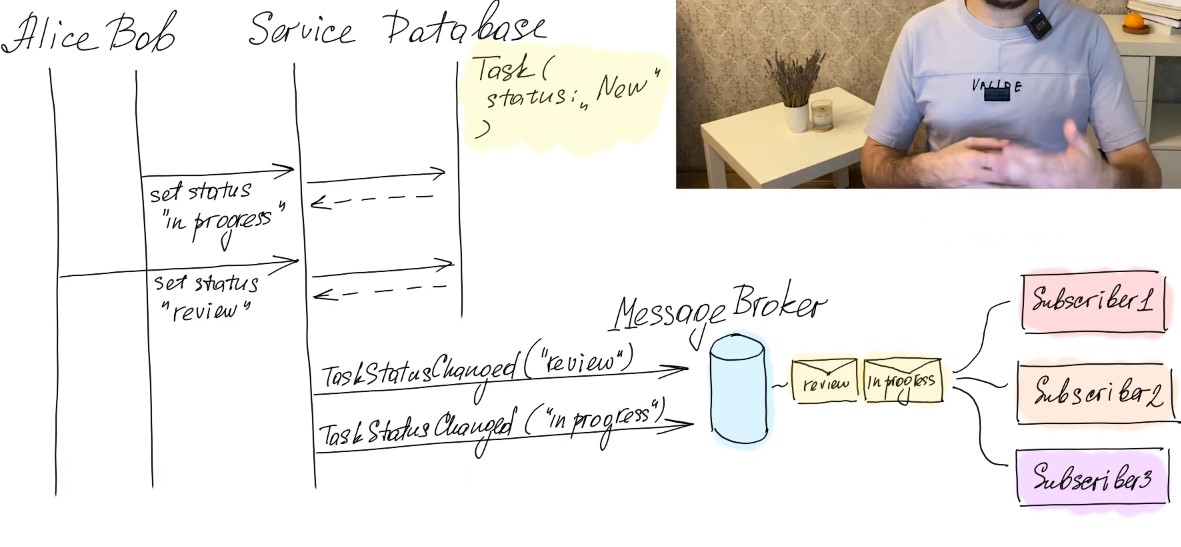 Alice Bob Service Database
Task(
status: „New"
)
set status
"in progress"
set status
"review"
TaskStatusChanged ("review")
TaskStatusChanged ("in progress")
Message Broker
review
In progress
Subscriber1
Subscriber2
Subscriber3